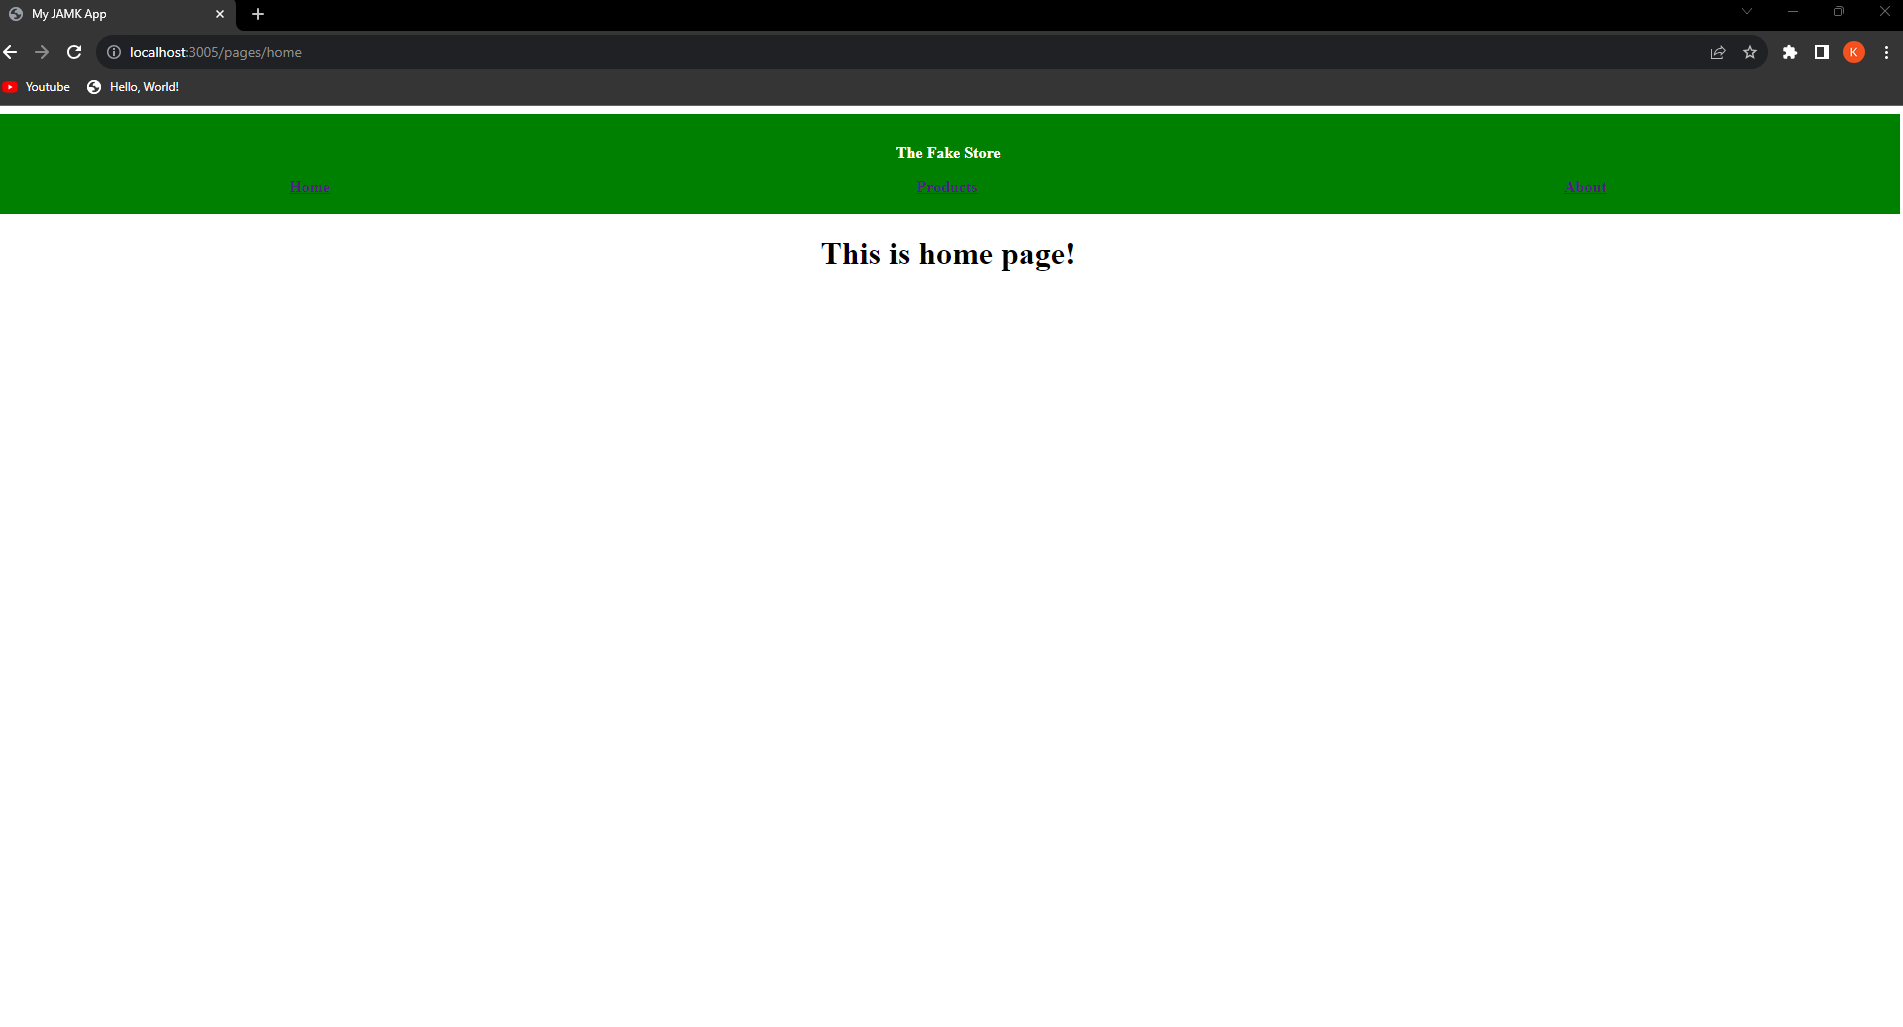 My JAMK App
localhost:3005/pages/home
K
Youtube Hello, World!
The Fake Store
Home Products About
This is home page!